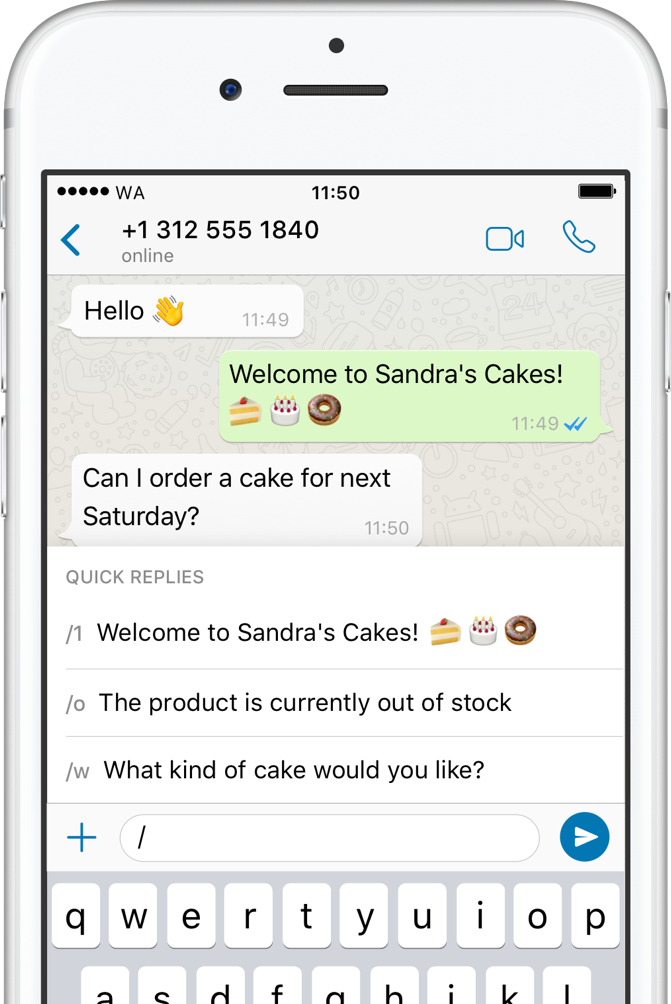 WA 11:50
+1 312 555 1840
online
Hello 👋 11:49
Welcome to Sandra's Cakes!
🍰 🎂 🍩 11:49
Can I order a cake for next
Saturday? 11:50
QUICK REPLIES
/1 Welcome to Sandra's Cakes! 🍰 🎂 🍩
/o The product is currently out of stock
/w What kind of cake would you like?
/
q w e r t y u i o p
a s d f g h j k l